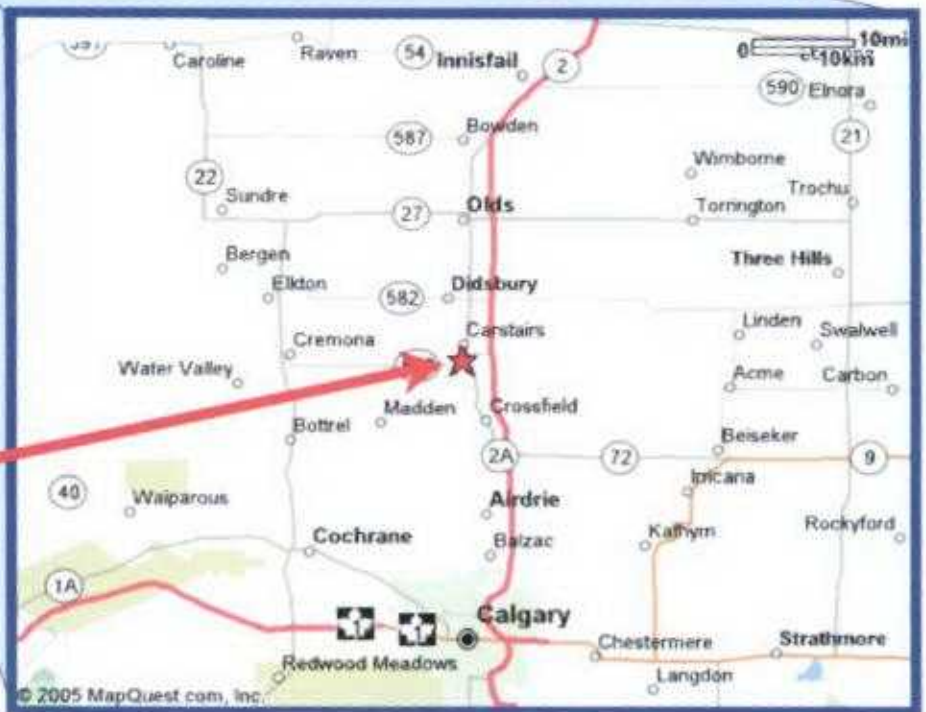 Caroline
Raven
54
Innisfail
2
0
10mi
10km
590
Elnora
587
Bowden
21
22
Sundre
Wimborne
Trochu
27
Olds
Torrington
Bergen
Three Hills
Elkton
582
Didsbury
Linden
Swalwell
Cremona
Carstairs
Water Valley
Acme
Carbon
Madden
Crossfield
Bottrel
2A
72
Beiseker
9
40
Waiparous
Irricana
Airdrie
Rockyford
Cochrane
Balzac
Kathyrn
1A
1
1
Calgary
Chestermere
Strathmore
Redwood Meadows
Langdon
© 2005 MapQuest.com, Inc.